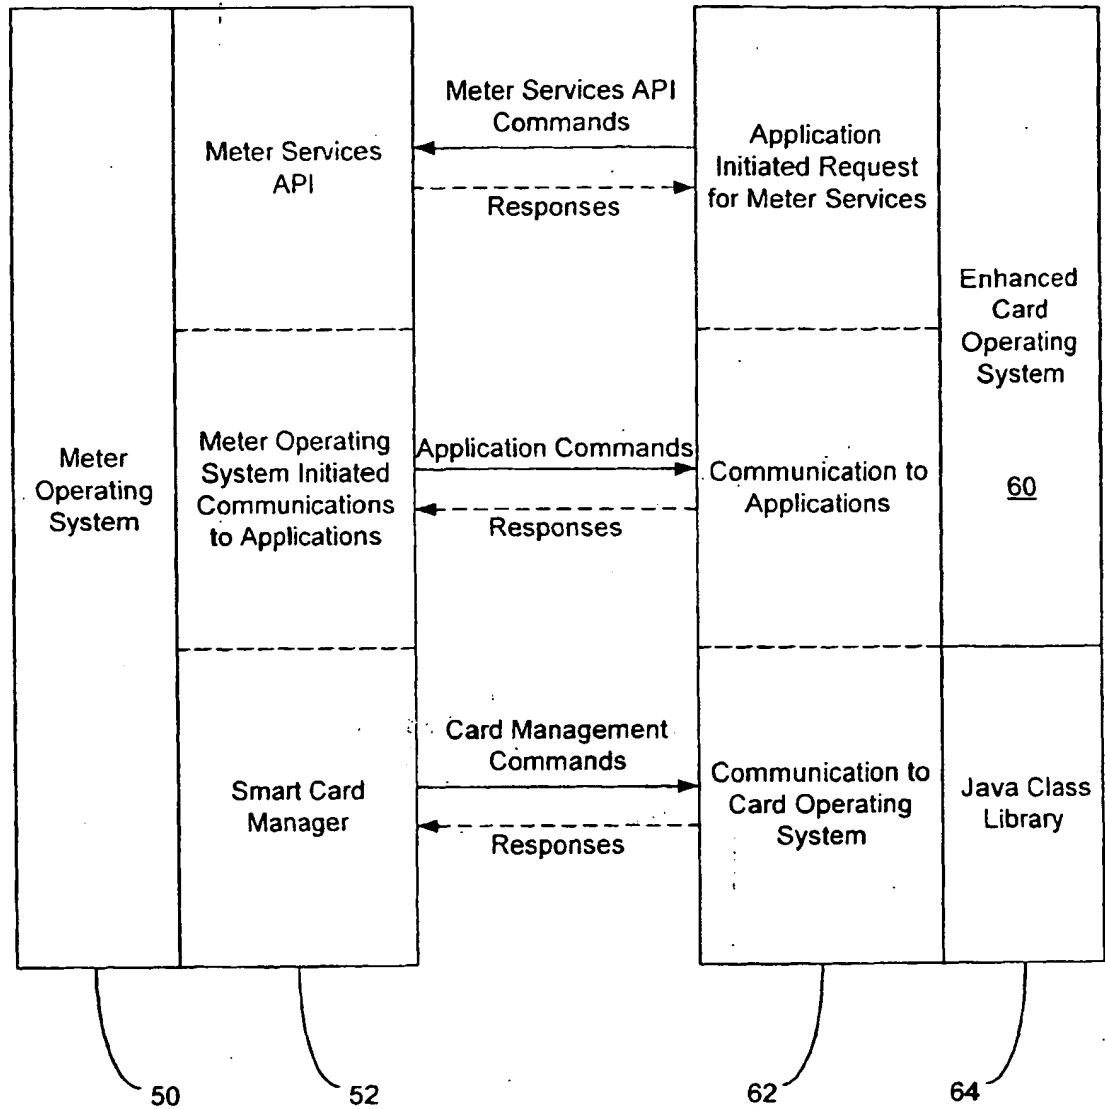 Meter
Operating
System
Meter Services
API
Meter Operating
System Initiated
Communications
to Applications
Smart Card
Manager
Meter Services API
Commands
Responses
Application Commands
Responses
Card Management
Commands
Responses
Application
Initiated Request
for Meter Services
Communication to
Applications
Communication to
Card Operating
System
Enhanced
Card
Operating
System
60
Java Class
Library
50
52
62
64